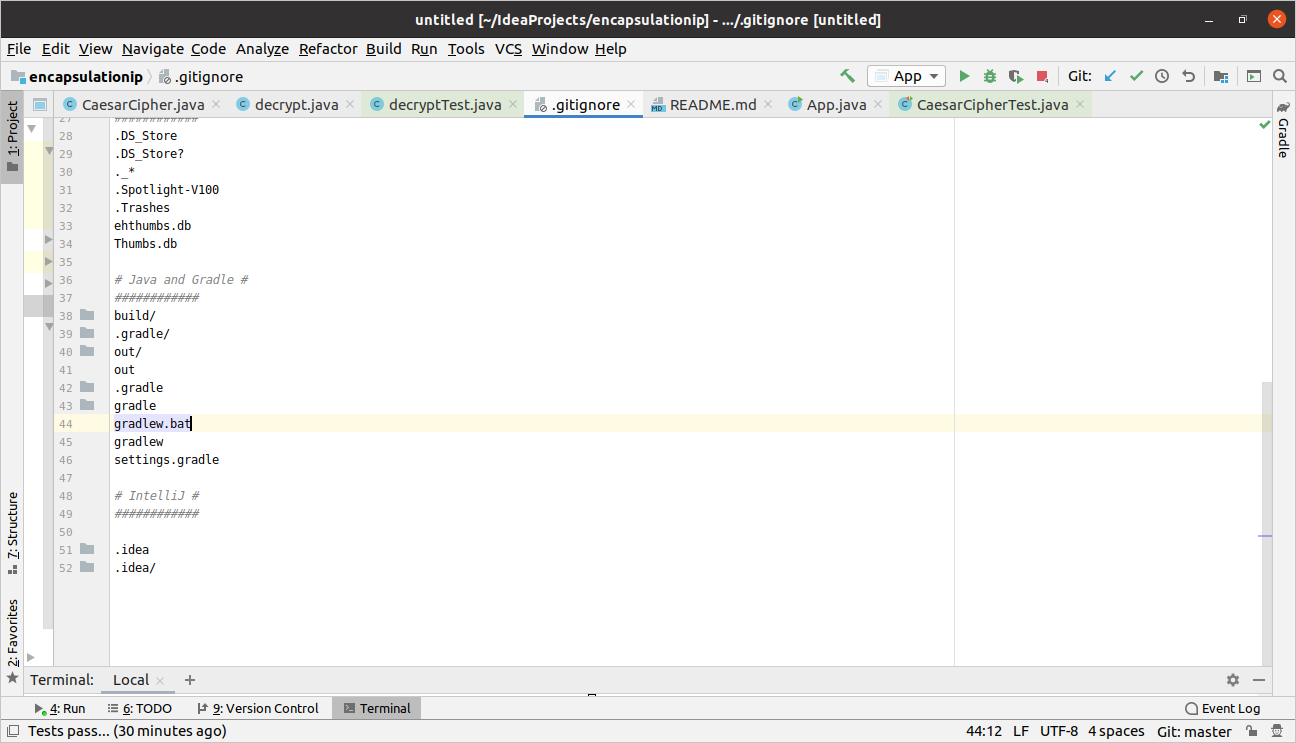 untitled [~/IdeaProjects/encapsulationip] - .../.gitignore [untitled]
File Edit View Navigate Code Analyze Refactor Build Run Tools VCS Window Help
encapsulationip .gitignore App Git:
CaesarCipher.java decrypt.java decryptTest.java .gitignore README.md App.java CaesarCipherTest.java
1: Project
7: Structure
2: Favorites
Gradle
27 ############
28 .DS_Store
29 .DS_Store?
30 ._*
31 .Spotlight-V100
32 .Trashes
33 ehthumbs.db
34 Thumbs.db
35
36 # Java and Gradle #
37 ############
38 build/
39 .gradle/
40 out/
41 out
42 .gradle
43 gradle
44 gradlew.bat
45 gradlew
46 settings.gradle
47
48 # IntelliJ #
49 ############
50
51 .idea
52 .idea/
Terminal: Local +
4: Run 6: TODO 9: Version Control Terminal Event Log
Tests pass... (30 minutes ago) 44:12 LF UTF-8 4 spaces Git: master